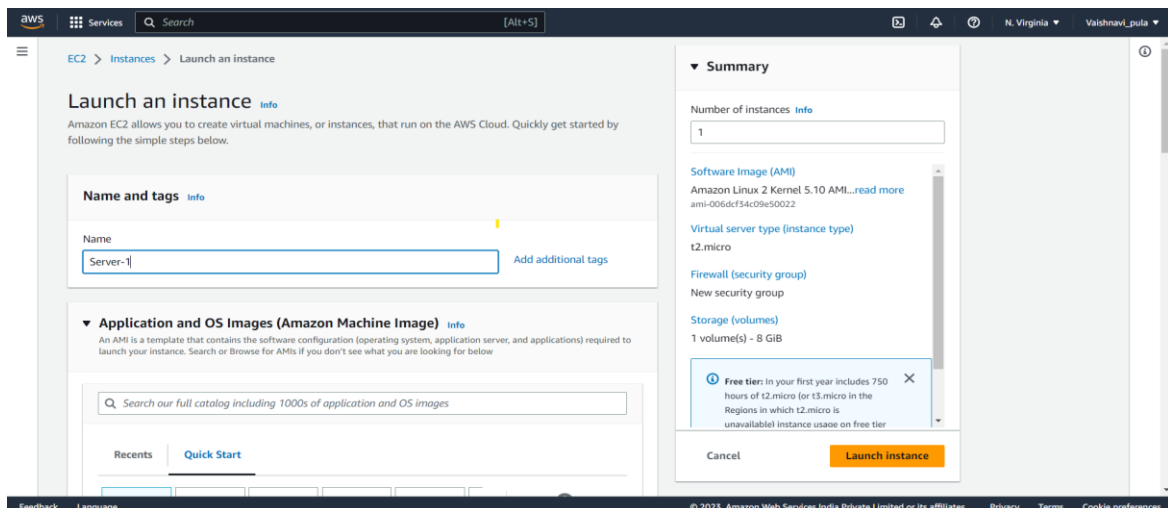 aws
Services
Search
[Alt+S]
N. Virginia
Vaishnavi_pula
EC2 > Instances > Launch an instance
Launch an instance Info
Amazon EC2 allows you to create virtual machines, or instances, that run on the AWS Cloud. Quickly get started by
following the simple steps below.
Name and tags Info
Name
Server-1
Add additional tags
Application and OS Images (Amazon Machine Image) Info
An AMI is a template that contains the software configuration (operating system, application server, and applications) required to
launch your instance. Search or Browse for AMIs if you don't see what you are looking for below
Search our full catalog including 1000s of application and OS images
Recents
Quick Start
Summary
Number of instances Info
1
Software Image (AMI)
Amazon Linux 2 Kernel 5.10 AMI...read more
ami-006dcf34c09e50022
Virtual server type (instance type)
t2.micro
Firewall (security group)
New security group
Storage (volumes)
1 volume(s) - 8 GiB
Free tier: In your first year includes 750
hours of t2.micro (or t3.micro in the
Regions in which t2.micro is
unavailable) instance usage on free tier
Cancel
Launch instance
Feedback
Language
© 2023, Amazon Web Services India Private Limited or its affiliates.
Privacy
Terms
Cookie preferences